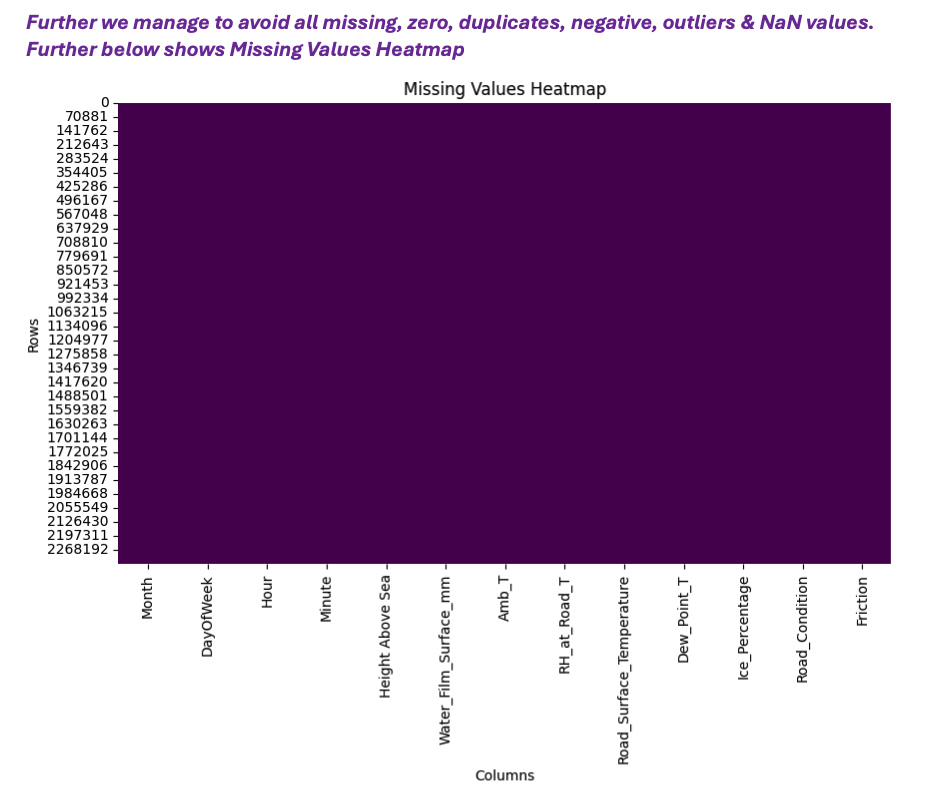 Further we manage to avoid all missing, zero, duplicates, negative, outliers & NaN values.
Further below shows Missing Values Heatmap
Missing Values Heatmap
0
70881
141762
212643
283524
354405
425286
496167
567048
637929
708810
779691
850572
921453
992334
1063215
1134096
1204977
1275858
1346739
1417620
1488501
1559382
1630263
1701144
1772025
1842906
1913787
1984668
2055549
2126430
2197311
2268192
Rows
Month
DayOfWeek
Hour
Minute
Height Above Sea
Water_Film_Surface_mm
Amb_T
RH_at_Road_T
Road_Surface_Temperature
Dew_Point_T
Ice_Percentage
Road_Condition
Friction
Columns